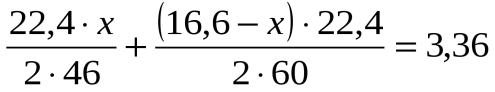 22,4 · x / 2 · 46 + (16,6 − x) · 22,4 / 2 · 60 = 3,36